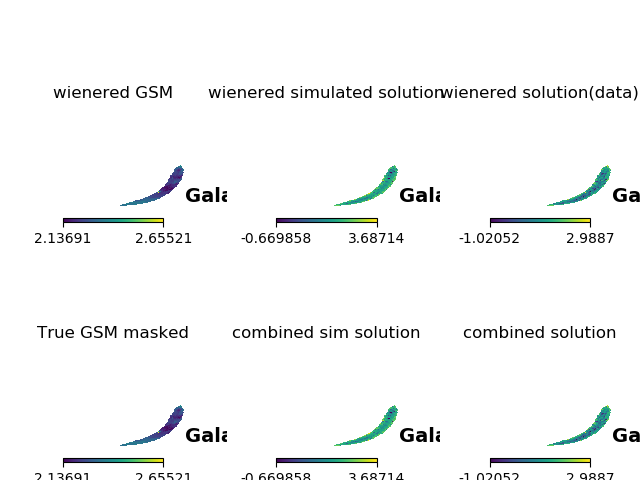 wienered GSM wienered simulated solution wienered solution(data)
Gala Gala Ga
2.13691 2.65521 -0.669858 3.68714 -1.02052 2.9887
True GSM masked combined sim solution combined solution
Gala Gala Ga
2.13691 2.65521 -0.669858 3.68714 -1.02052 2.9887